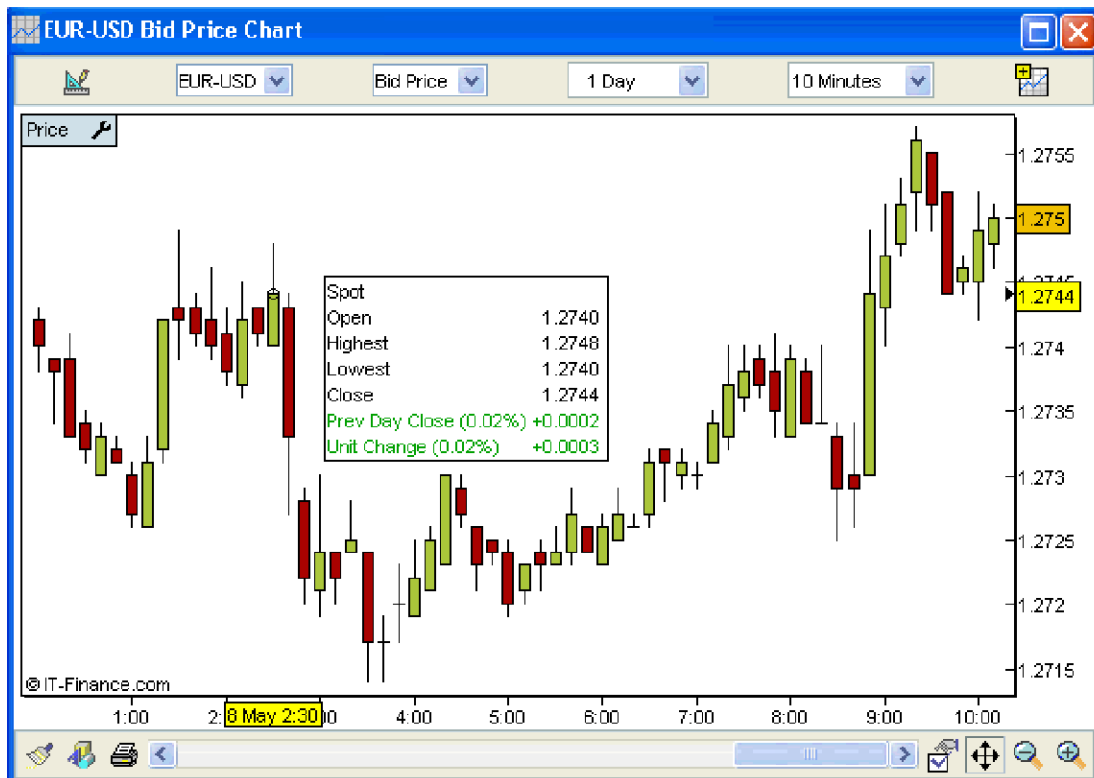 EUR-USD Bid Price Chart
EUR-USD Bid Price 1 Day 10 Minutes
Price
1.2755
1.275
1.2745
1.2744
1.274
1.2735
1.273
1.2725
1.272
1.2715
Spot
Open 1.2740
Highest 1.2748
Lowest 1.2740
Close 1.2744
Prev Day Close (0.02%) +0.0002
Unit Change (0.02%) +0.0003
© IT-Finance.com
1:00 2: 8 May 2:30 00 4:00 5:00 6:00 7:00 8:00 9:00 10:00